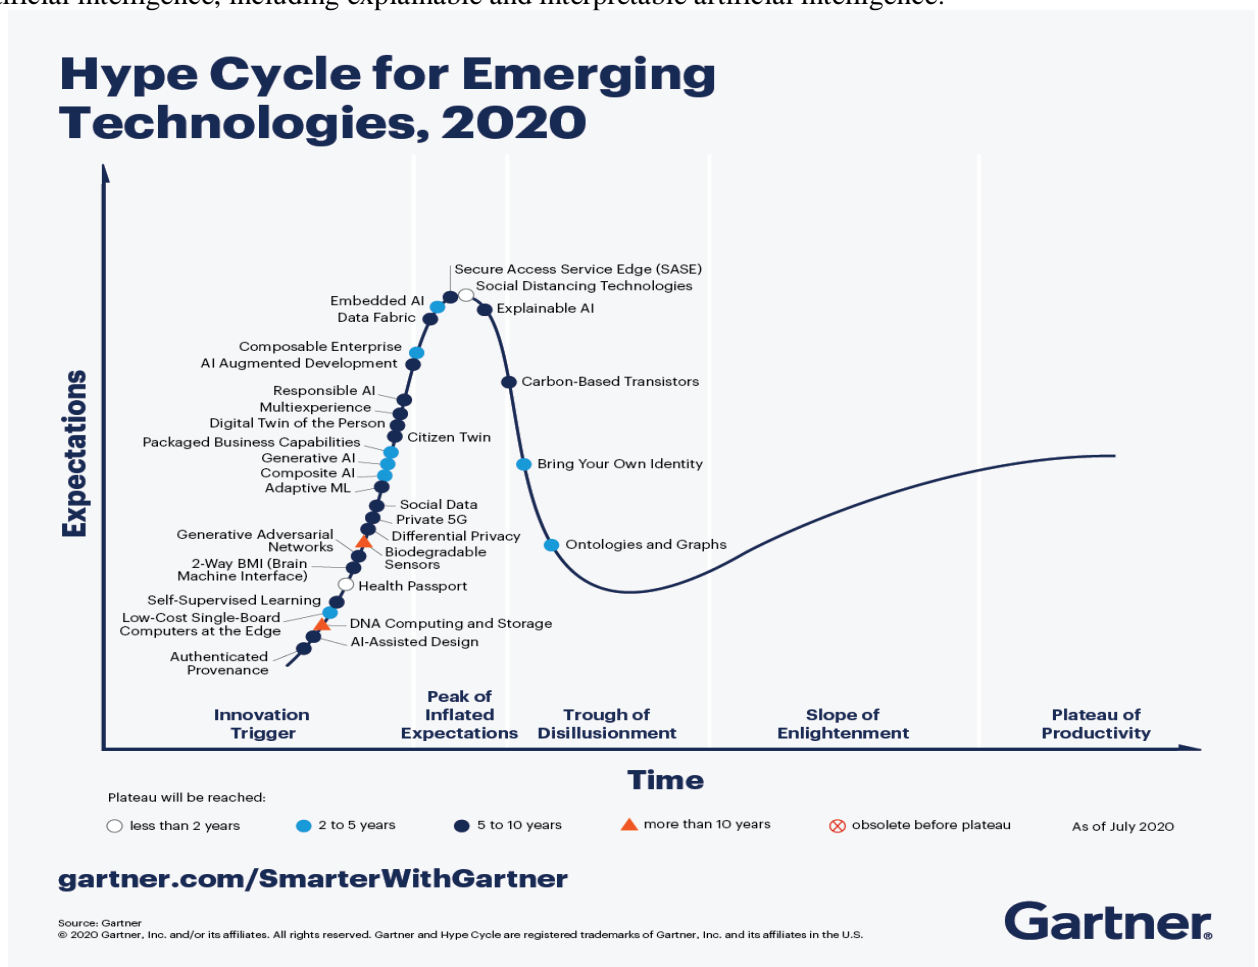 ificial intelligence, including explainable and interpretable artificial intelligence.
Hype Cycle for Emerging
Technologies, 2020
Expectations
Secure Access Service Edge (SASE)
Social Distancing Technologies
Embedded AI
Explainable AI
Data Fabric
Composable Enterprise
AI Augmented Development
Carbon-Based Transistors
Responsible AI
Multiexperience
Digital Twin of the Person
Citizen Twin
Packaged Business Capabilities
Generative AI
Bring Your Own Identity
Composite AI
Adaptive ML
Social Data
Private 5G
Differential Privacy
Generative Adversarial
Networks
Biodegradable
Sensors
Ontologies and Graphs
2-Way BMI (Brain
Machine Interface)
Health Passport
Self-Supervised Learning
Low-Cost Single-Board
Computers at the Edge
DNA Computing and Storage
AI-Assisted Design
Authenticated
Provenance
Innovation
Trigger
Peak of
Inflated
Expectations
Trough of
Disillusionment
Slope of
Enlightenment
Plateau of
Productivity
Time
Plateau will be reached:
less than 2 years
2 to 5 years
5 to 10 years
more than 10 years
obsolete before plateau
As of July 2020
gartner.com/SmarterWithGartner
Source: Gartner
© 2020 Gartner, Inc. and/or its affiliates. All rights reserved. Gartner and Hype Cycle are registered trademarks of Gartner, Inc. and its affiliates in the U.S.
Gartner®